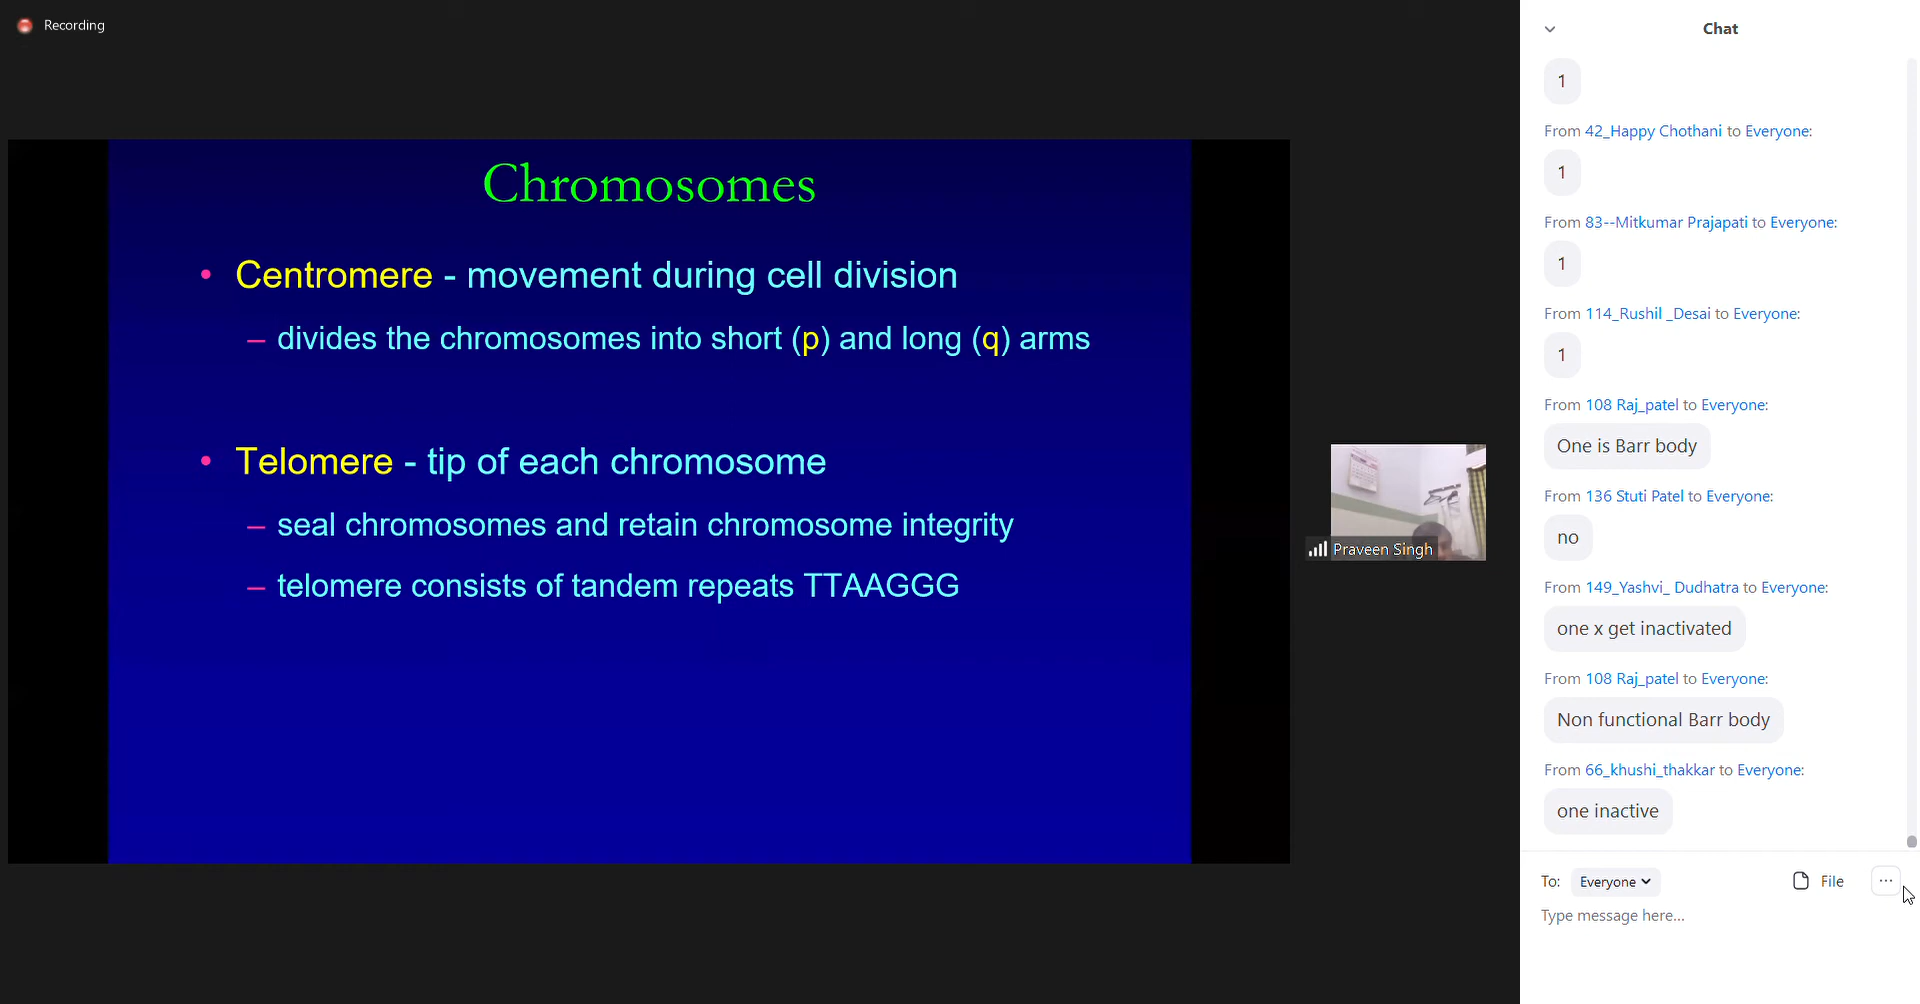 Recording
Chromosomes
• Centromere - movement during cell division
– divides the chromosomes into short (p) and long (q) arms
• Telomere - tip of each chromosome
– seal chromosomes and retain chromosome integrity
– telomere consists of tandem repeats TTAAGGG
Praveen Singh
Chat
1
From 42_Happy Chothani to Everyone:
1
From 83--Mitkumar Prajapati to Everyone:
1
From 114_Rushil _Desai to Everyone:
1
From 108 Raj_patel to Everyone:
One is Barr body
From 136 Stuti Patel to Everyone:
no
From 149_Yashvi_ Dudhatra to Everyone:
one x get inactivated
From 108 Raj_patel to Everyone:
Non functional Barr body
From 66_khushi_thakkar to Everyone:
one inactive
To: Everyone File ...
Type message here...